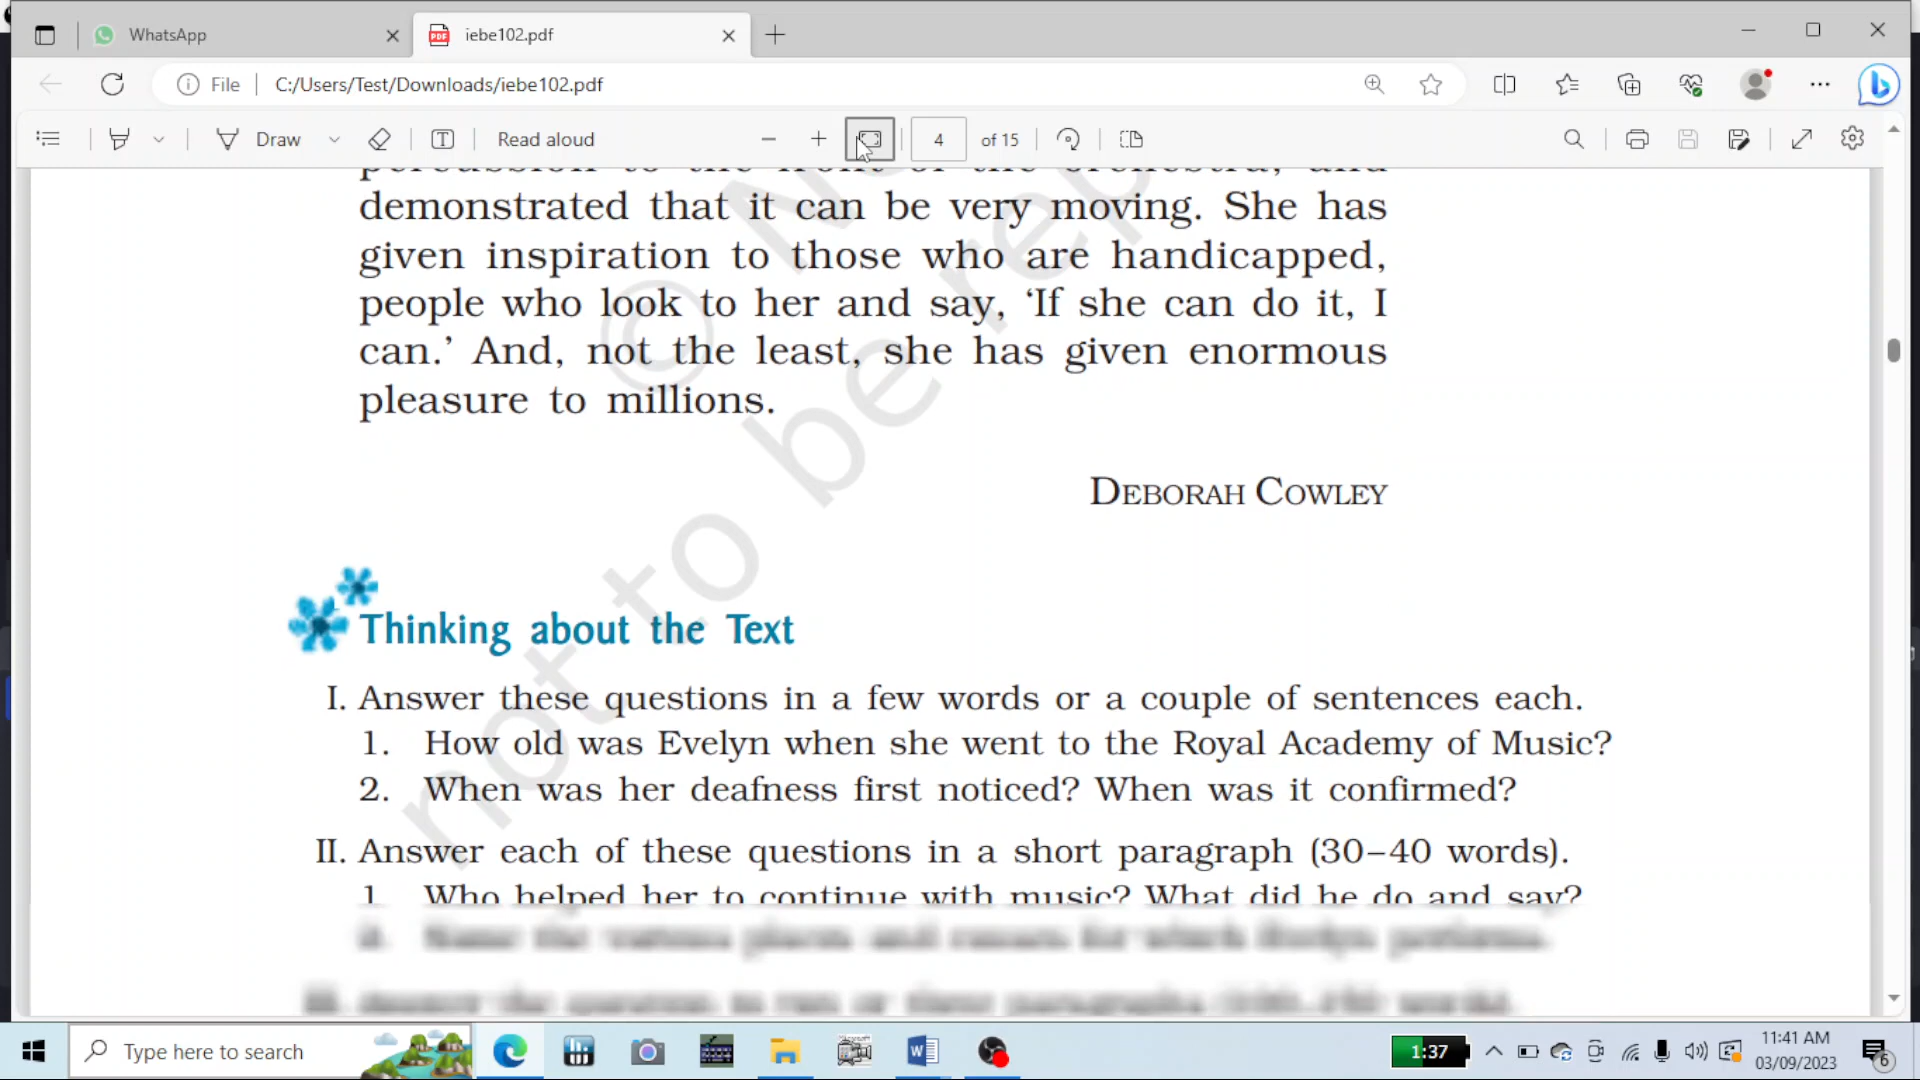 WhatsApp
iebe102.pdf
File
C:/Users/Test/Downloads/iebe102.pdf
Draw
Read aloud
4
of 15
demonstrated that it can be very moving. She has
given inspiration to those who are handicapped,
people who look to her and say, ‘If she can do it, I
can.’ And, not the least, she has given enormous
pleasure to millions.
DEBORAH COWLEY
Thinking about the Text
I. Answer these questions in a few words or a couple of sentences each.
1. How old was Evelyn when she went to the Royal Academy of Music?
2. When was her deafness first noticed? When was it confirmed?
II. Answer each of these questions in a short paragraph (30–40 words).
1. Who helped her to continue with music? What did he do and say?
not to be
Type here to search
1:37
11:41 AM
03/09/2023
6